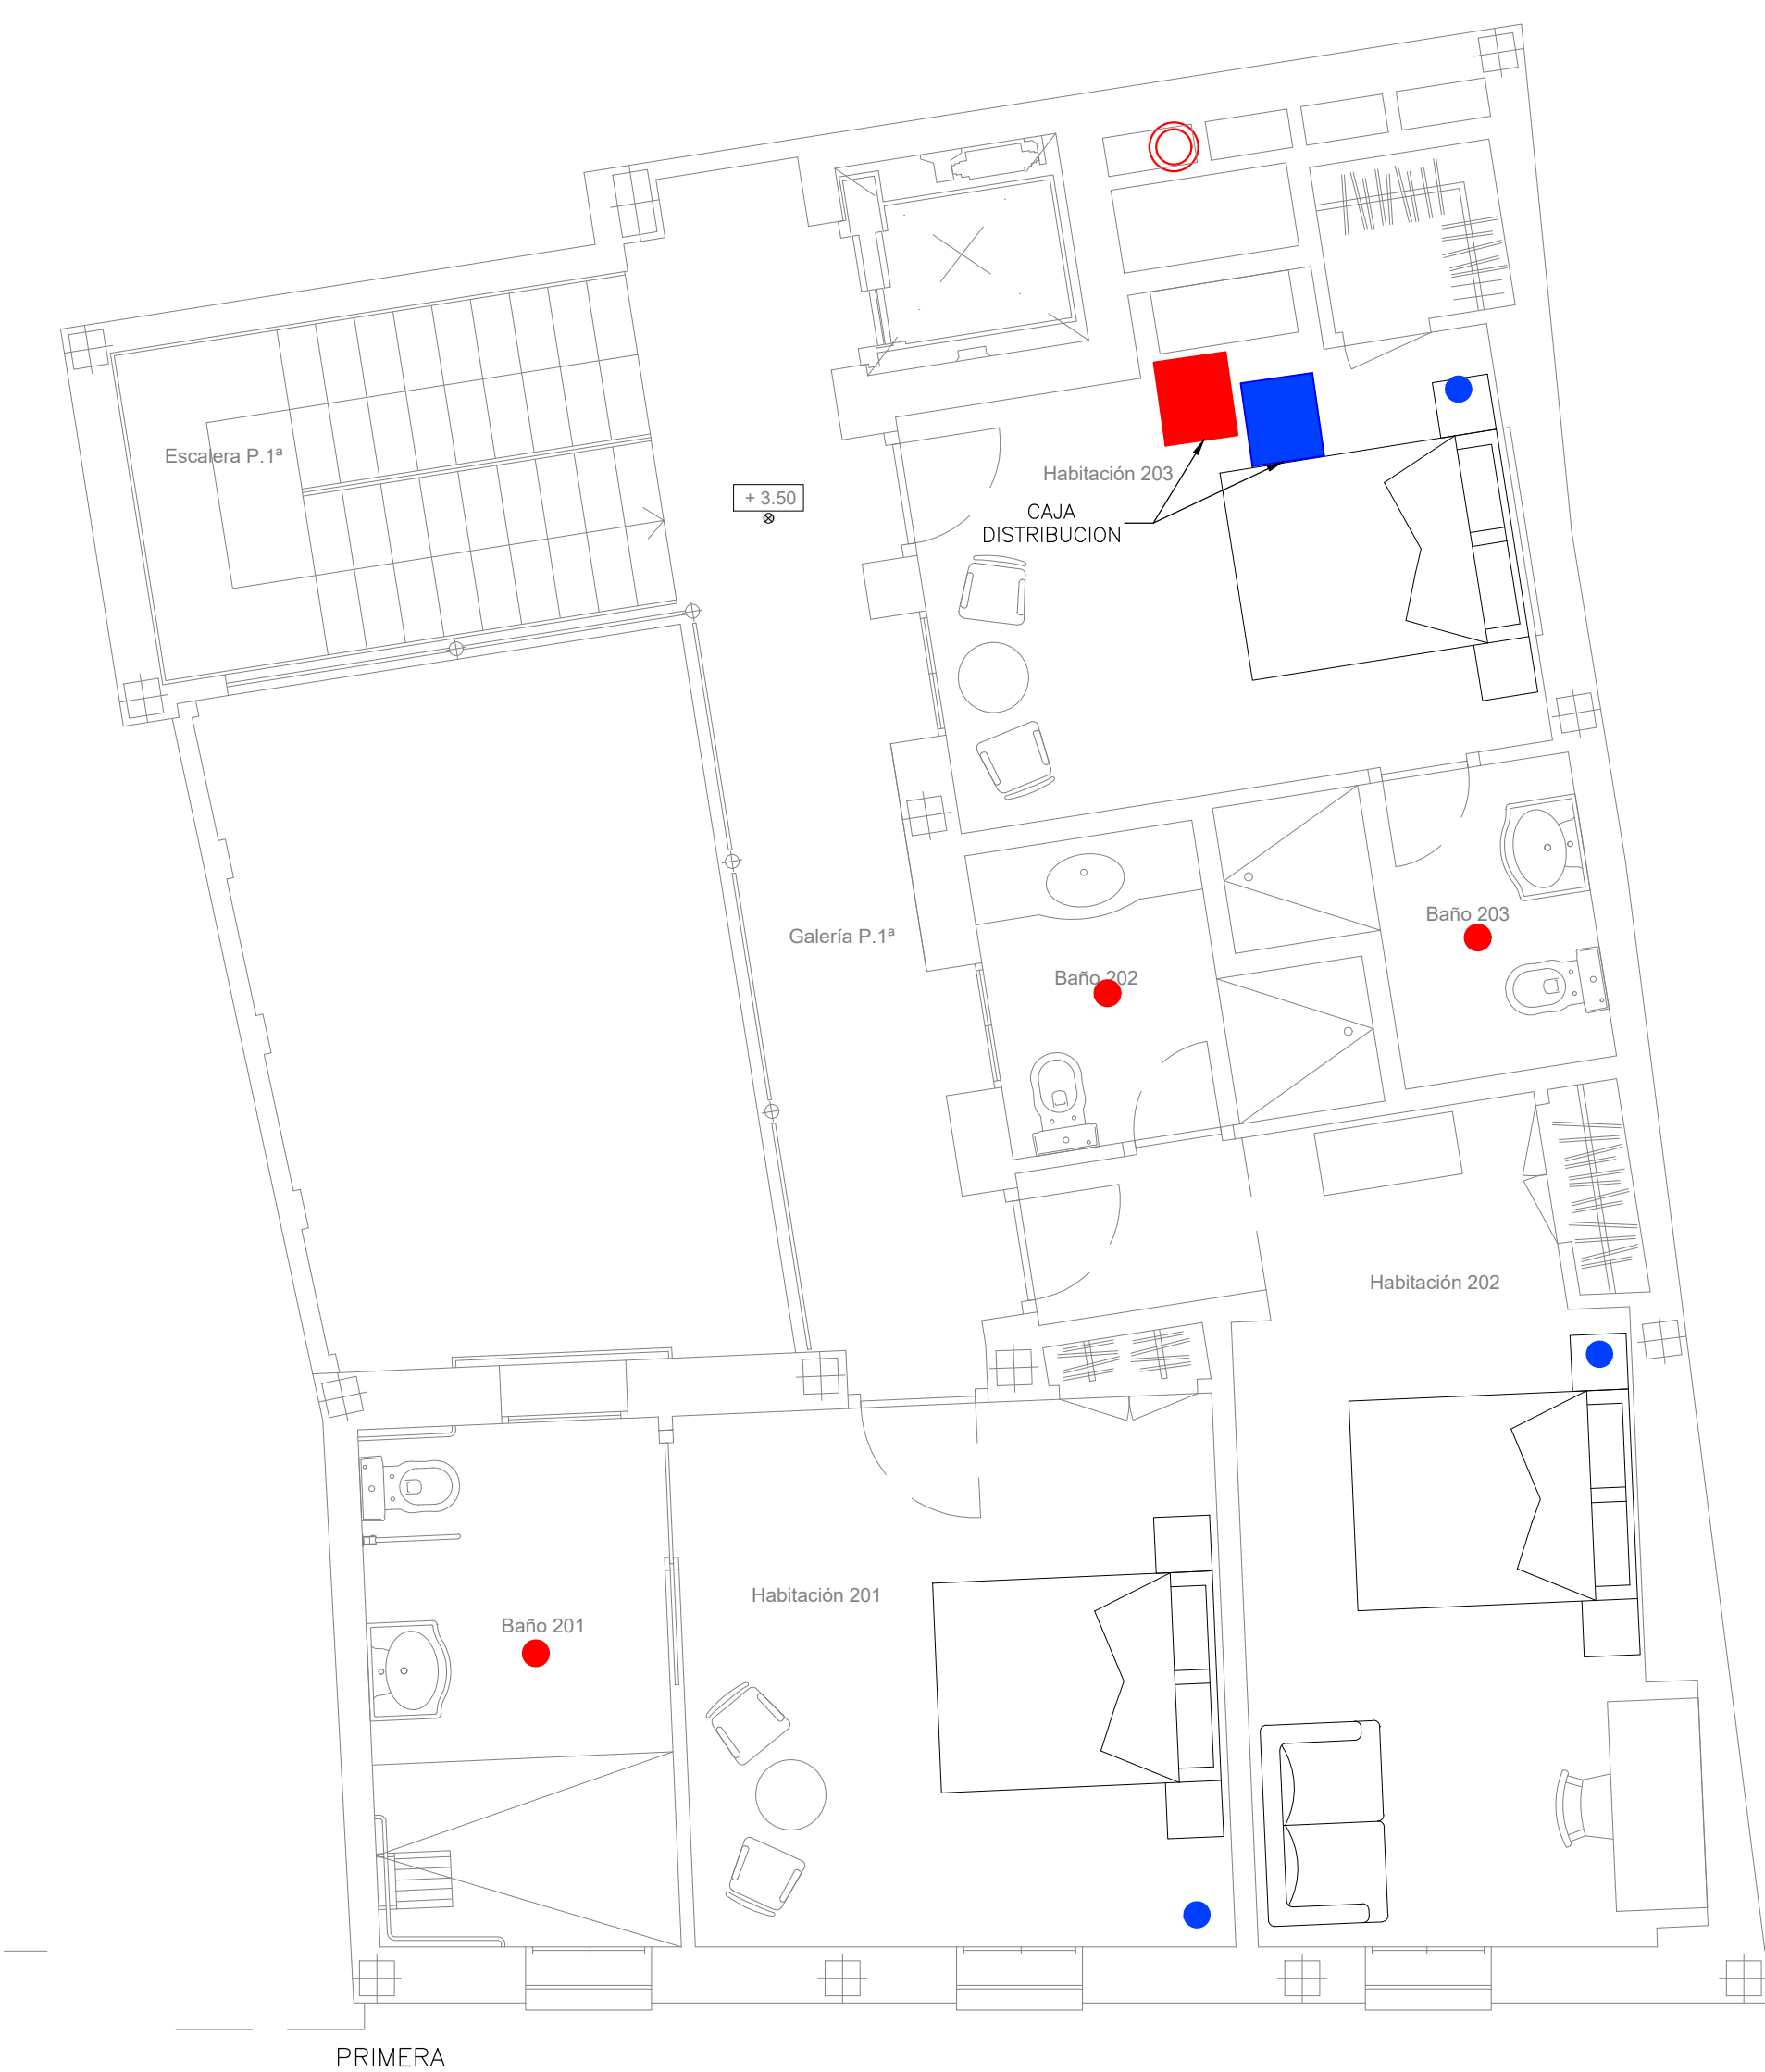 Escalera P.1ª
Habitación 203
+ 3.50
CAJA
DISTRIBUCION
Baño 203
Galería P.1ª
Baño 202
Habitación 202
Habitación 201
Baño 201
PRIMERA